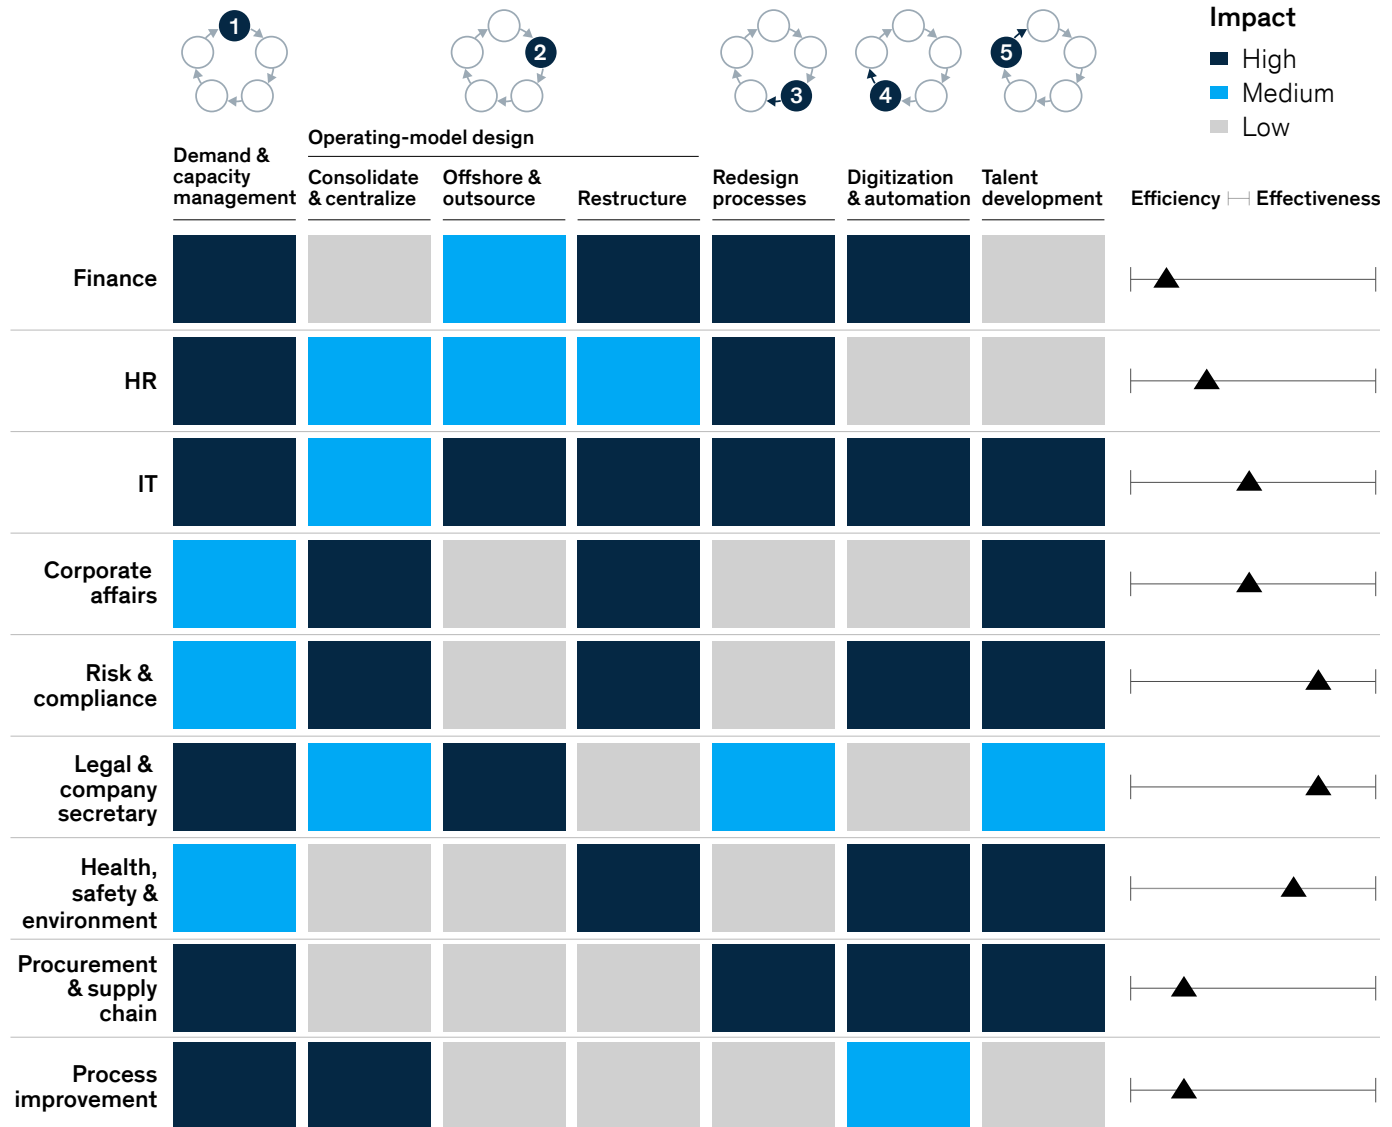 1
2
3
4
5
Impact
High
Medium
Low
Operating-model design
Demand &
capacity
management
Consolidate
& centralize
Offshore &
outsource
Restructure
Redesign
processes
Digitization
& automation
Talent
development
Efficiency
Effectiveness
Finance
HR
IT
Corporate
affairs
Risk &
compliance
Legal &
company
secretary
Health,
safety &
environment
Procurement
& supply
chain
Process
improvement